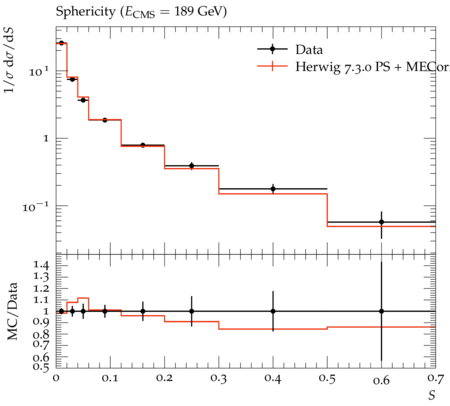 Sphericity (E_CMS = 189 GeV)
1/σ dσ/dS
10^1
1
10^−1
Data
Herwig 7.3.0 PS + MECor
MC/Data
1.4
1.3
1.2
1.1
1
0.9
0.8
0.7
0.6
0.5
0 0.1 0.2 0.3 0.4 0.5 0.6 0.7
S